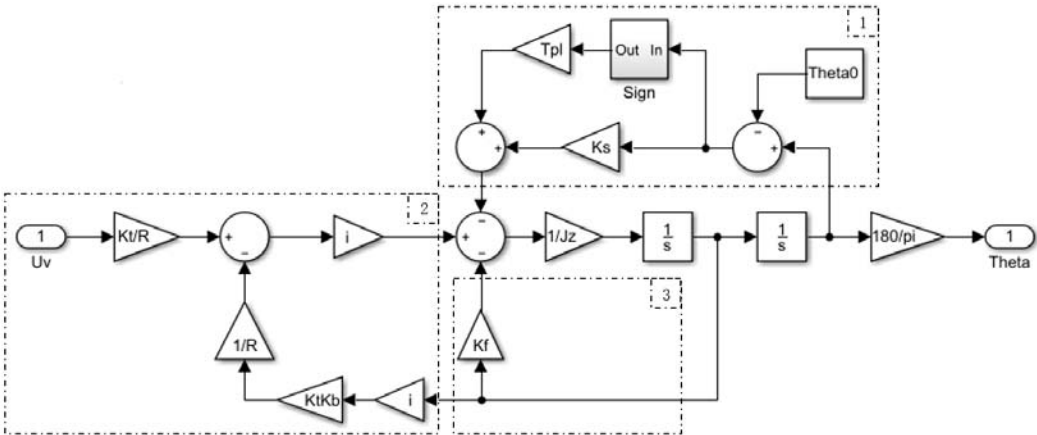 1
Tpl
Out In
Theta0
Sign
+
−
+
Ks
+
2
−
1
Kt/R
+
i
+
1/Jz
1
s
1
s
180/pi
1
Uv
−
−
Theta
3
1/R
Kf
KtKb
i